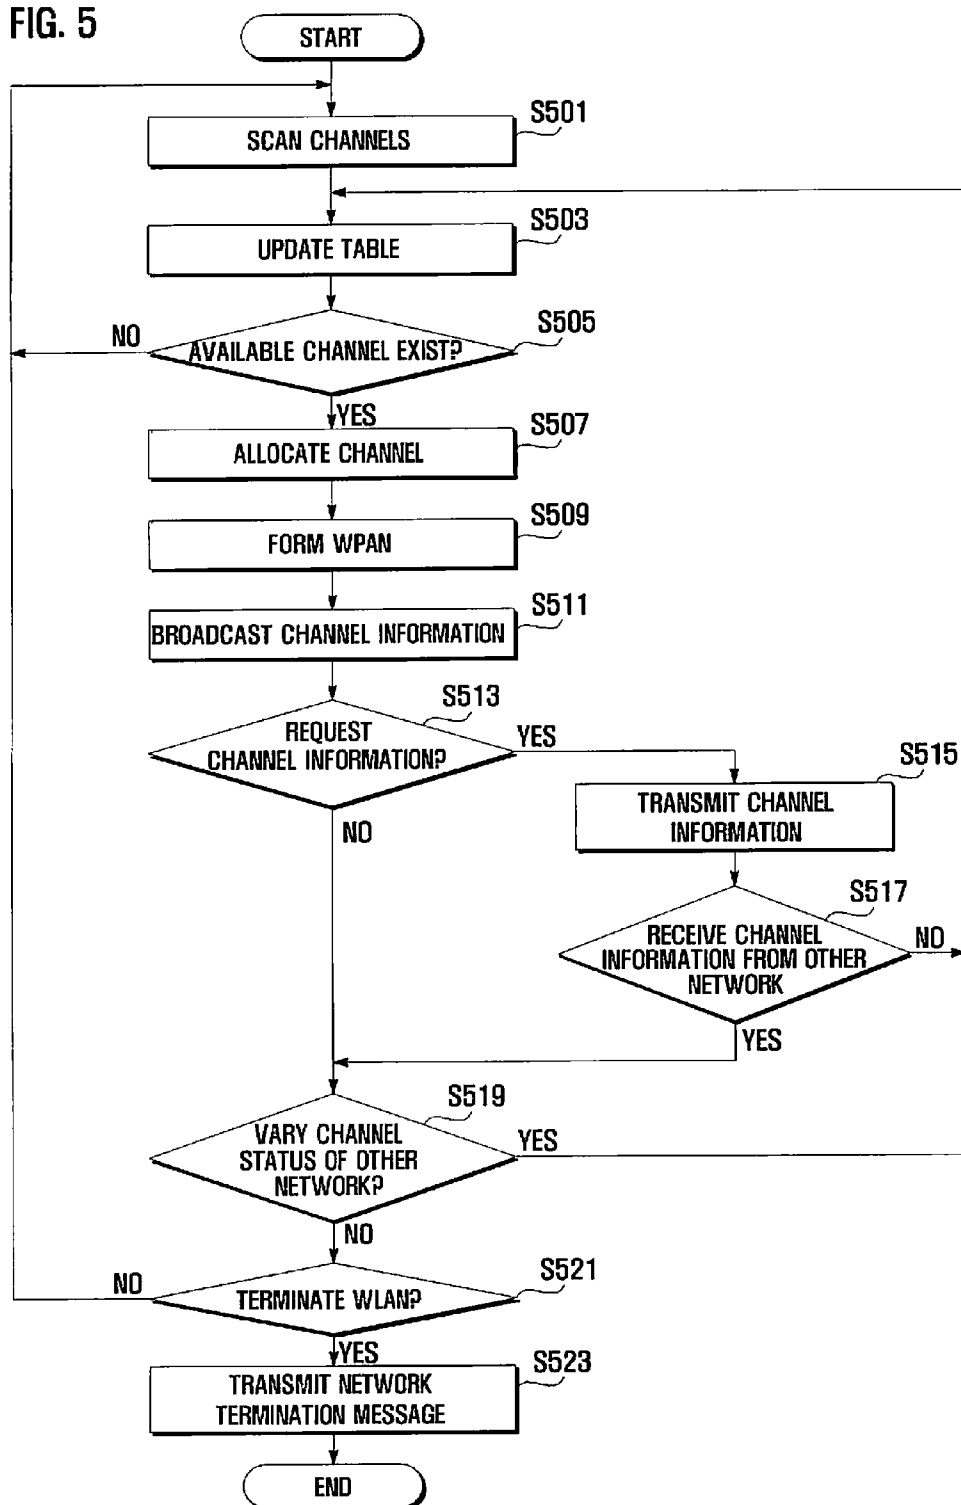 FIG. 5
START
S501
SCAN CHANNELS
S503
UPDATE TABLE
S505
NO
AVAILABLE CHANNEL EXIST?
YES
S507
ALLOCATE CHANNEL
S509
FORM WPAN
S511
BROADCAST CHANNEL INFORMATION
S513
REQUEST
CHANNEL INFORMATION?
YES
NO
S515
TRANSMIT CHANNEL
INFORMATION
S517
RECEIVE CHANNEL
INFORMATION FROM OTHER
NETWORK
NO
YES
S519
VARY CHANNEL
STATUS OF OTHER
NETWORK?
YES
NO
S521
NO
TERMINATE WLAN?
YES
S523
TRANSMIT NETWORK
TERMINATION MESSAGE
END